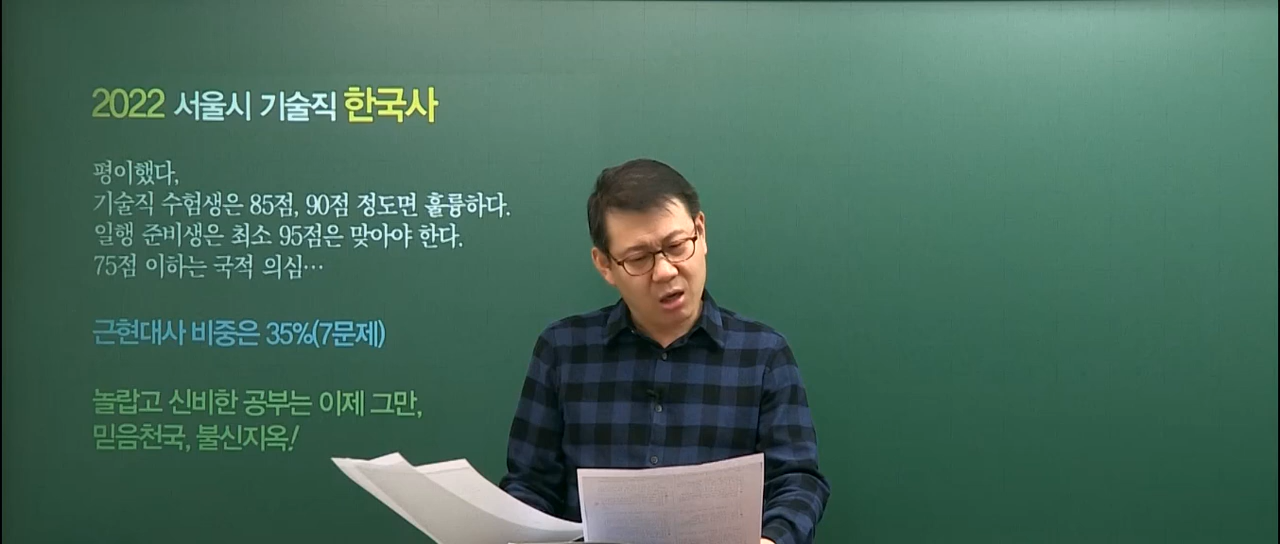 2022 서울시 기술직 한국사
평이했다,
기술직 수험생은 85점, 90점 정도면 훌륭하다.
일행 준비생은 최소 95점은 맞아야 한다.
75점 이하는 국적 의심…
근현대사 비중은 35%(7문제)
놀랍고 신비한 공부는 이제 그만,
믿음천국, 불신지옥!